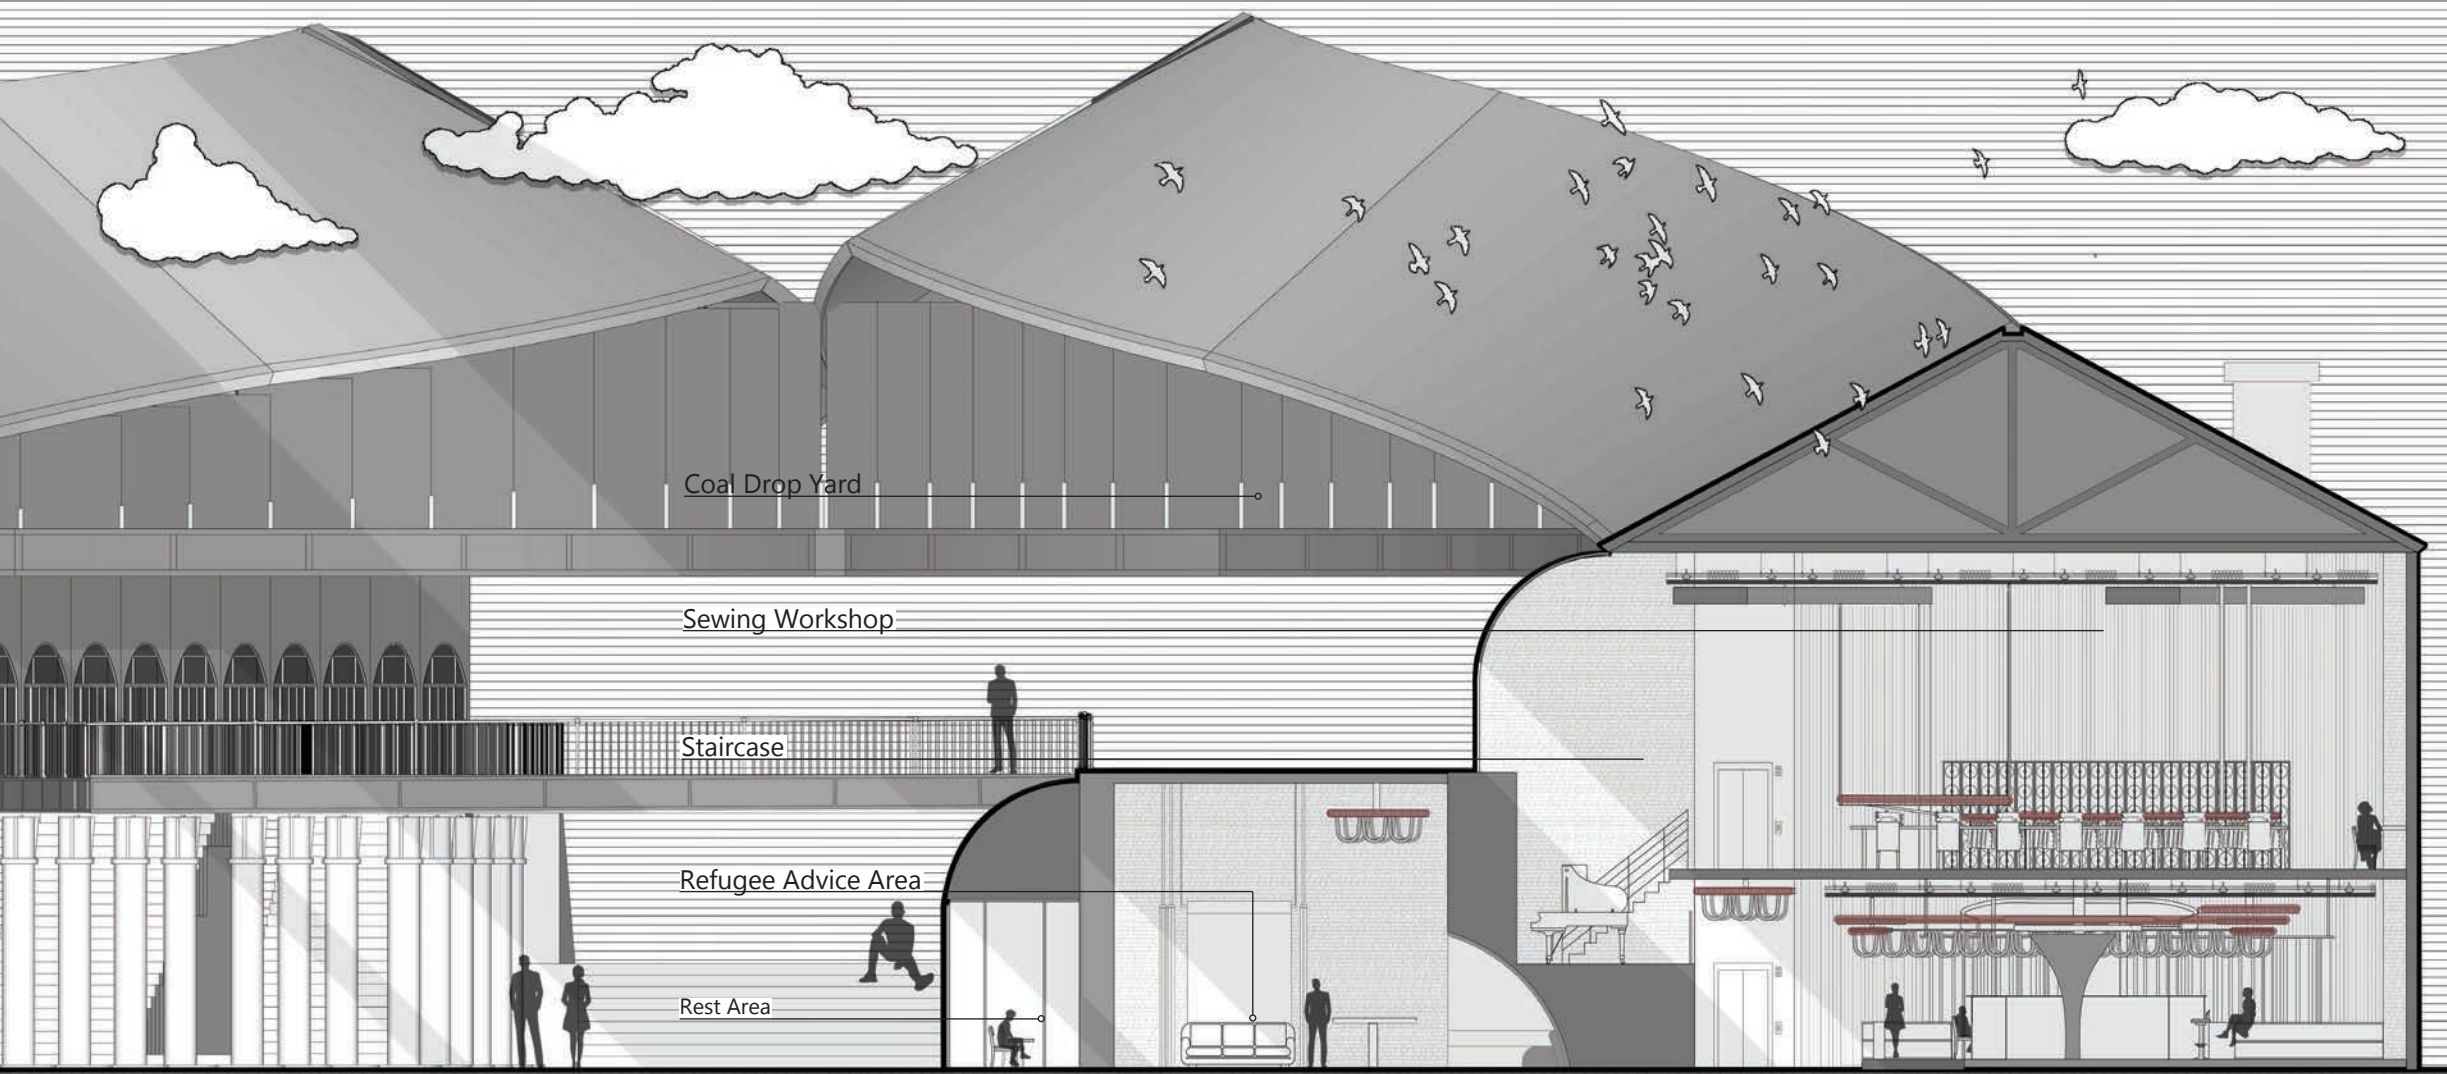 Coal Drop Yard
Sewing Workshop
Staircase
Refugee Advice Area
Rest Area